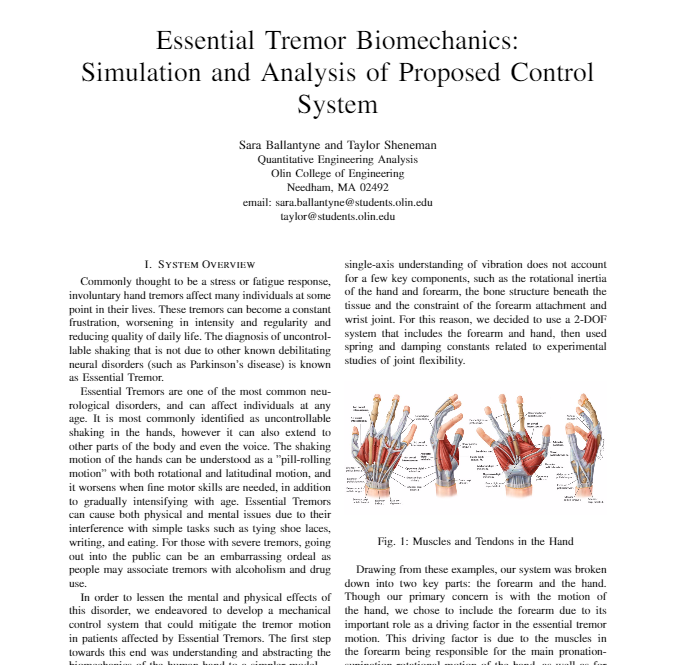 Essential Tremor Biomechanics:
Simulation and Analysis of Proposed Control
System
Sara Ballantyne and Taylor Sheneman
Quantitative Engineering Analysis
Olin College of Engineering
Needham, MA 02492
email: sara.ballantyne@students.olin.edu
taylor@students.olin.edu
I. System Overview
Commonly thought to be a stress or fatigue response,
involuntary hand tremors affect many individuals at some
point in their lives. These tremors can become a constant
frustration, worsening in intensity and regularity and
reducing quality of daily life. The diagnosis of uncontrol-
lable shaking that is not due to other known debilitating
neural disorders (such as Parkinson's disease) is known
as Essential Tremor.
Essential Tremors are one of the most common neu-
rological disorders, and can affect individuals at any
age. It is most commonly identified as uncontrollable
shaking in the hands, however it can also extend to
other parts of the body and even the voice. The shaking
motion of the hands can be understood as a "pill-rolling
motion" with both rotational and latitudinal motion, and
it worsens when fine motor skills are needed, in addition
to gradually intensifying with age. Essential Tremors
can cause both physical and mental issues due to their
interference with simple tasks such as tying shoe laces,
writing, and eating. For those with severe tremors, going
out into the public can be an embarrassing ordeal as
people may associate tremors with alcoholism and drug
use.
In order to lessen the mental and physical effects of
this disorder, we endeavored to develop a mechanical
control system that could mitigate the tremor motion
in patients affected by Essential Tremors. The first step
towards this end was understanding and abstracting the
biomechanics of the human hand to a simpler model.
single-axis understanding of vibration does not account
for a few key components, such as the rotational inertia
of the hand and forearm, the bone structure beneath the
tissue and the constraint of the forearm attachment and
wrist joint. For this reason, we decided to use a 2-DOF
system that includes the forearm and hand, then used
spring and damping constants related to experimental
studies of joint flexibility.
Fig. 1: Muscles and Tendons in the Hand
Drawing from these examples, our system was broken
down into two key parts: the forearm and the hand.
Though our primary concern is with the motion of
the hand, we chose to include the forearm due to its
important role as a driving factor in the essential tremor
motion. This driving factor is due to the muscles in
the forearm being responsible for the main pronation-
supination rotational motion of the hand, as well as for